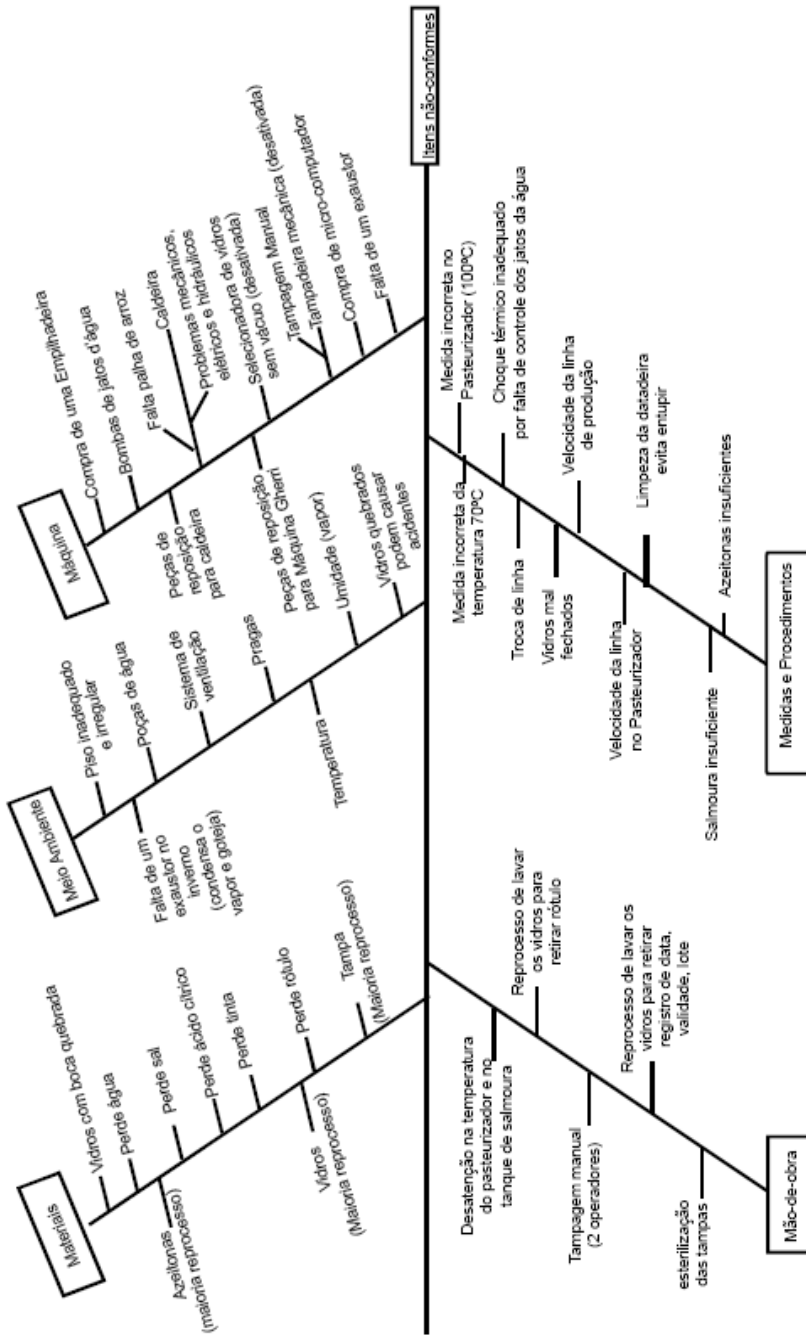 Materiais
Vidros com boca quebrada
Perde água
Perde sal
Perde ácido cítrico
Perde tinta
Perde rótulo
Tampa
(Maioria reprocesso)
Azeitonas
(maioria reprocesso)
Vidros
(Maioria reprocesso)
Meio Ambiente
Piso inadequado
e irregular
Poças de água
Sistema de
ventilação
Pragas
Umidade (vapor)
Vidros quebrados
podem causar
acidentes
Falta de um
exaustor no
inverno
(condensa o
vapor e goteja)
Temperatura
Máquina
Compra de uma Empilhadeira
Bombas de jatos d'água
Falta palha de arroz
Caldeira
Problemas mecânicos,
elétricos e hidráulicos
Selecionadora de vidros
sem vácuo (desativada)
Tampagem Manual
Tampadeira mecânica (desativada)
Compra de micro-computador
Falta de um exaustor
Peças de
reposição
para caldeira
Peças de reposição
para Máquina Gherri
Itens não-conformes
Desatenção na temperatura
do pasteurizador e no
tanque de salmoura
Reprocesso de lavar
os vidros para
retirar rótulo
Tampagem manual
(2 operadores)
Reprocesso de lavar os
vidros para retirar
registro de data,
validade, lote
esterilização
das tampas
Mão-de-obra
Medida incorreta no
Pasteurizador (100ºC)
Medida incorreta da
temperatura 70ºC
Choque térmico inadequado
por falta de controle dos jatos da água
Troca de linha
Vidros mal
fechados
Velocidade da linha
de produção
Velocidade da linha
no Pasteurizador
Limpeza da datadeira
evita entupir
Salmoura insuficiente
Azeitonas insuficientes
Medidas e Procedimentos